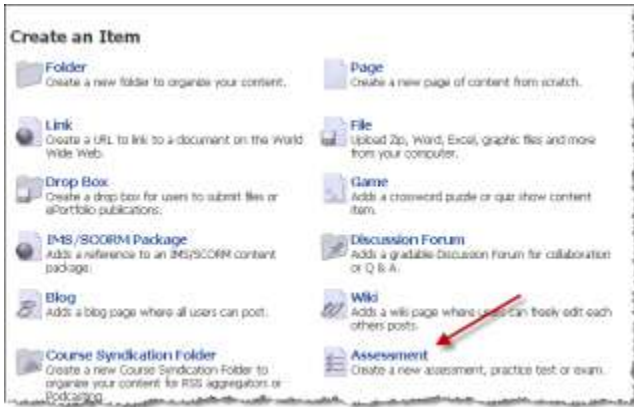 Create an Item
Folder
Create a new folder to organize your content.
Page
Create a new page of content from scratch.
Link
Create a URL to link to a document on the World
Wide Web.
File
Upload Zip, Word, Excel, graphic files and more
from your computer.
Drop Box
Create a drop box for users to submit files or
ePortfolio publications.
Game
Adds a crossword puzzle or quiz show content
item.
IMS/SCORM Package
Adds a reference to an IMS/SCORM content
package.
Discussion Forum
Adds a gradable Discussion Forum for collaboration
or Q & A.
Blog
Adds a blog page where all users can post.
Wiki
Adds a wiki page where users can freely edit each
others posts.
Course Syndication Folder
Create a new Course Syndication Folder to
organize your content for RSS aggregators or
Podcasting
Assessment
Create a new assessment, practice test or exam.